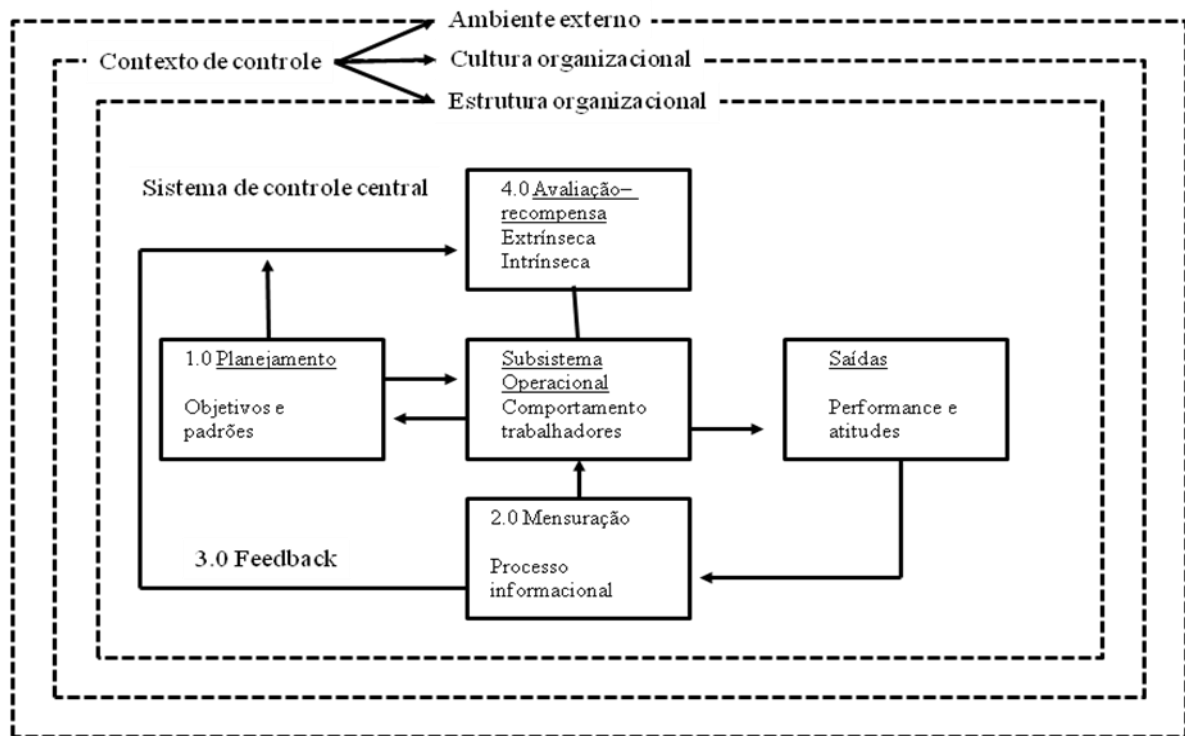 Ambiente externo
Contexto de controle
Cultura organizacional
Estrutura organizacional
Sistema de controle central
4.0 Avaliação–
recompensa
Extrínseca
Intrínseca
1.0 Planejamento
Objetivos e
padrões
Subsistema
Operacional
Comportamento
trabalhadores
Saídas
Performance e
atitudes
2.0 Mensuração
Processo
informacional
3.0 Feedback